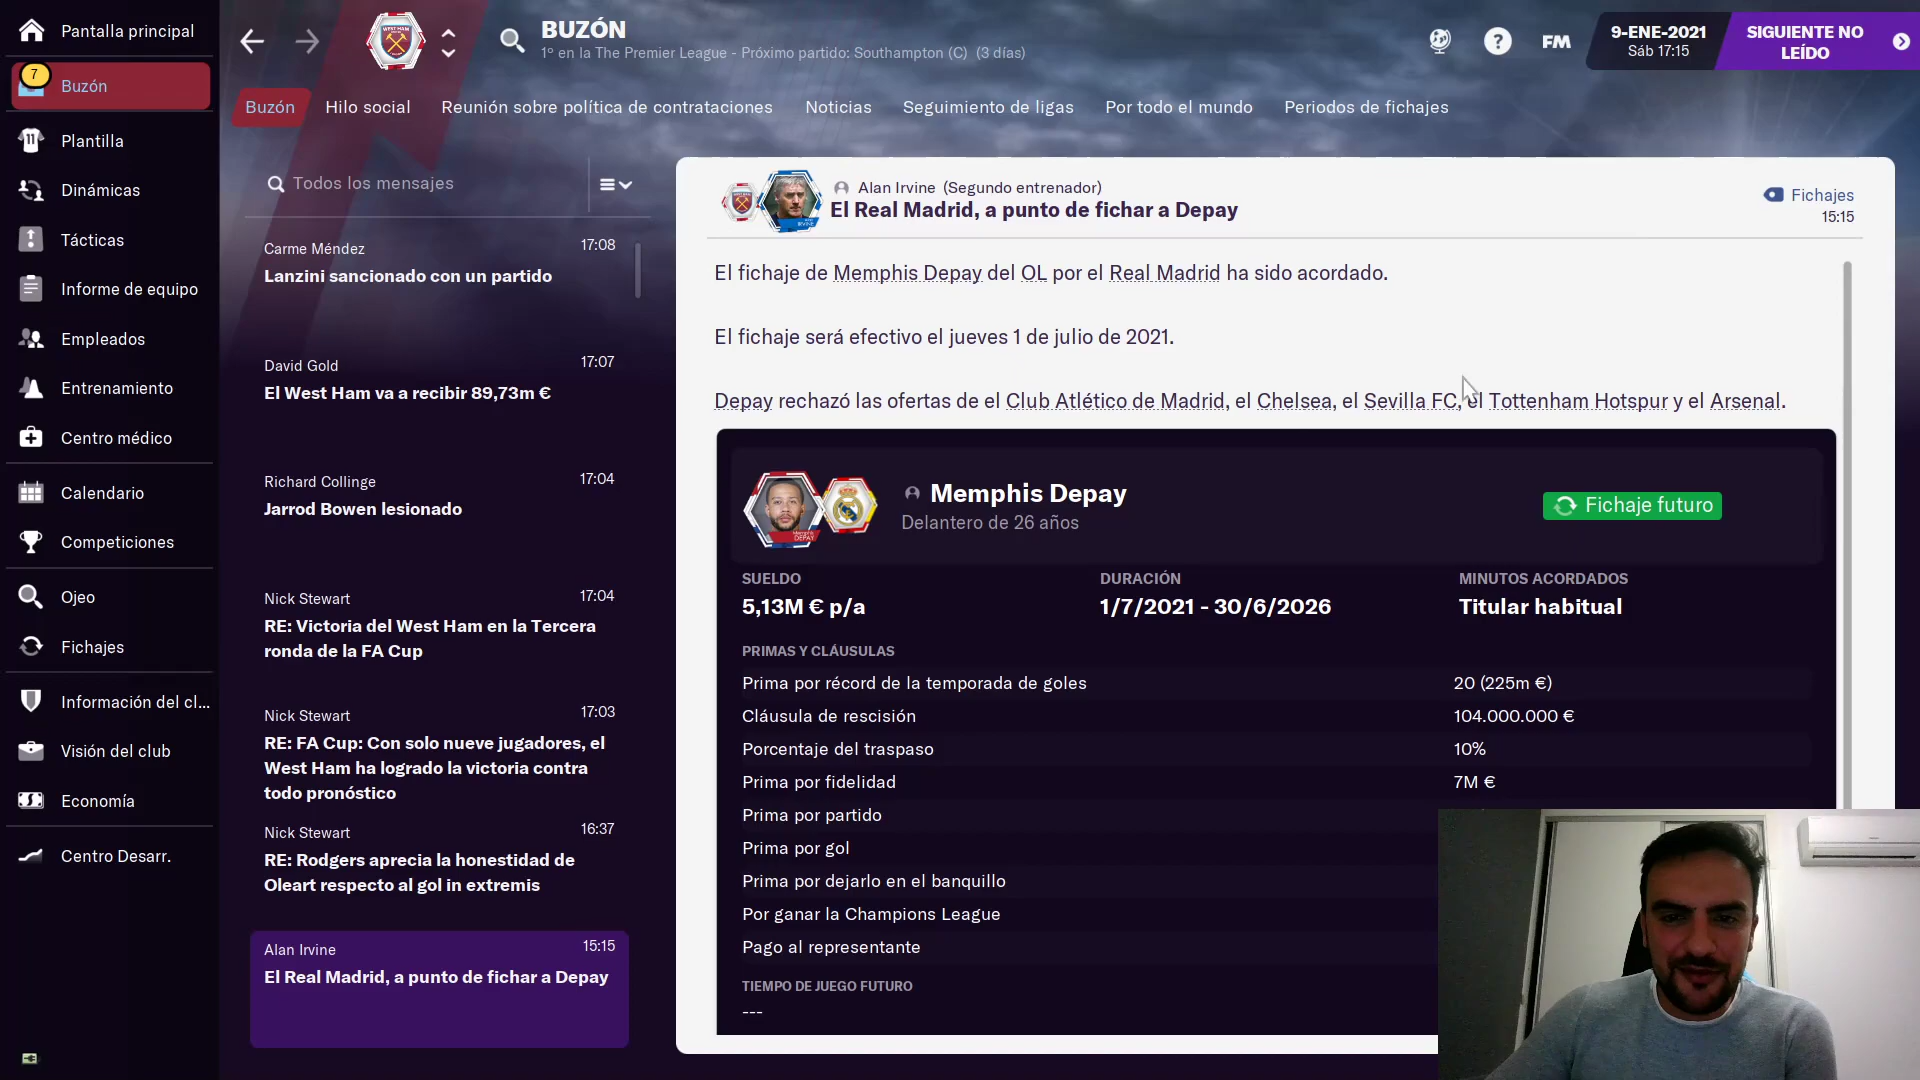 Pantalla principal
7
Buzón
Plantilla
Dinámicas
Tácticas
Informe de equipo
Empleados
Entrenamiento
Centro médico
Calendario
Competiciones
Ojeo
Fichajes
Información del cl...
Visión del club
Economía
Centro Desarr.
BUZÓN
1º en la The Premier League - Próximo partido: Southampton (C) (3 días)
?
FM
9-ENE-2021
Sáb 17:15
SIGUIENTE NO
LEÍDO
Buzón Hilo social Reunión sobre política de contrataciones Noticias Seguimiento de ligas Por todo el mundo Periodos de fichajes
Todos los mensajes
Carme Méndez 17:08
Lanzini sancionado con un partido
David Gold 17:07
El West Ham va a recibir 89,73m €
Richard Collinge 17:04
Jarrod Bowen lesionado
Nick Stewart 17:04
RE: Victoria del West Ham en la Tercera
ronda de la FA Cup
Nick Stewart 17:03
RE: FA Cup: Con solo nueve jugadores, el
West Ham ha logrado la victoria contra
todo pronóstico
Nick Stewart 16:37
RE: Rodgers aprecia la honestidad de
Oleart respecto al gol in extremis
Alan Irvine 15:15
El Real Madrid, a punto de fichar a Depay
Alan Irvine (Segundo entrenador)
El Real Madrid, a punto de fichar a Depay
Fichajes
15:15
El fichaje de Memphis Depay del OL por el Real Madrid ha sido acordado.
El fichaje será efectivo el jueves 1 de julio de 2021.
Depay rechazó las ofertas de el Club Atlético de Madrid, el Chelsea, el Sevilla FC, el Tottenham Hotspur y el Arsenal.
Memphis Depay
Delantero de 26 años
Fichaje futuro
SUELDO DURACIÓN MINUTOS ACORDADOS
5,13M € p/a 1/7/2021 - 30/6/2026 Titular habitual
PRIMAS Y CLÁUSULAS
Prima por récord de la temporada de goles 20 (225m €)
Cláusula de rescisión 104.000.000 €
Porcentaje del traspaso 10%
Prima por fidelidad 7M €
Prima por partido
Prima por gol
Prima por dejarlo en el banquillo
Por ganar la Champions League
Pago al representante
TIEMPO DE JUEGO FUTURO
---